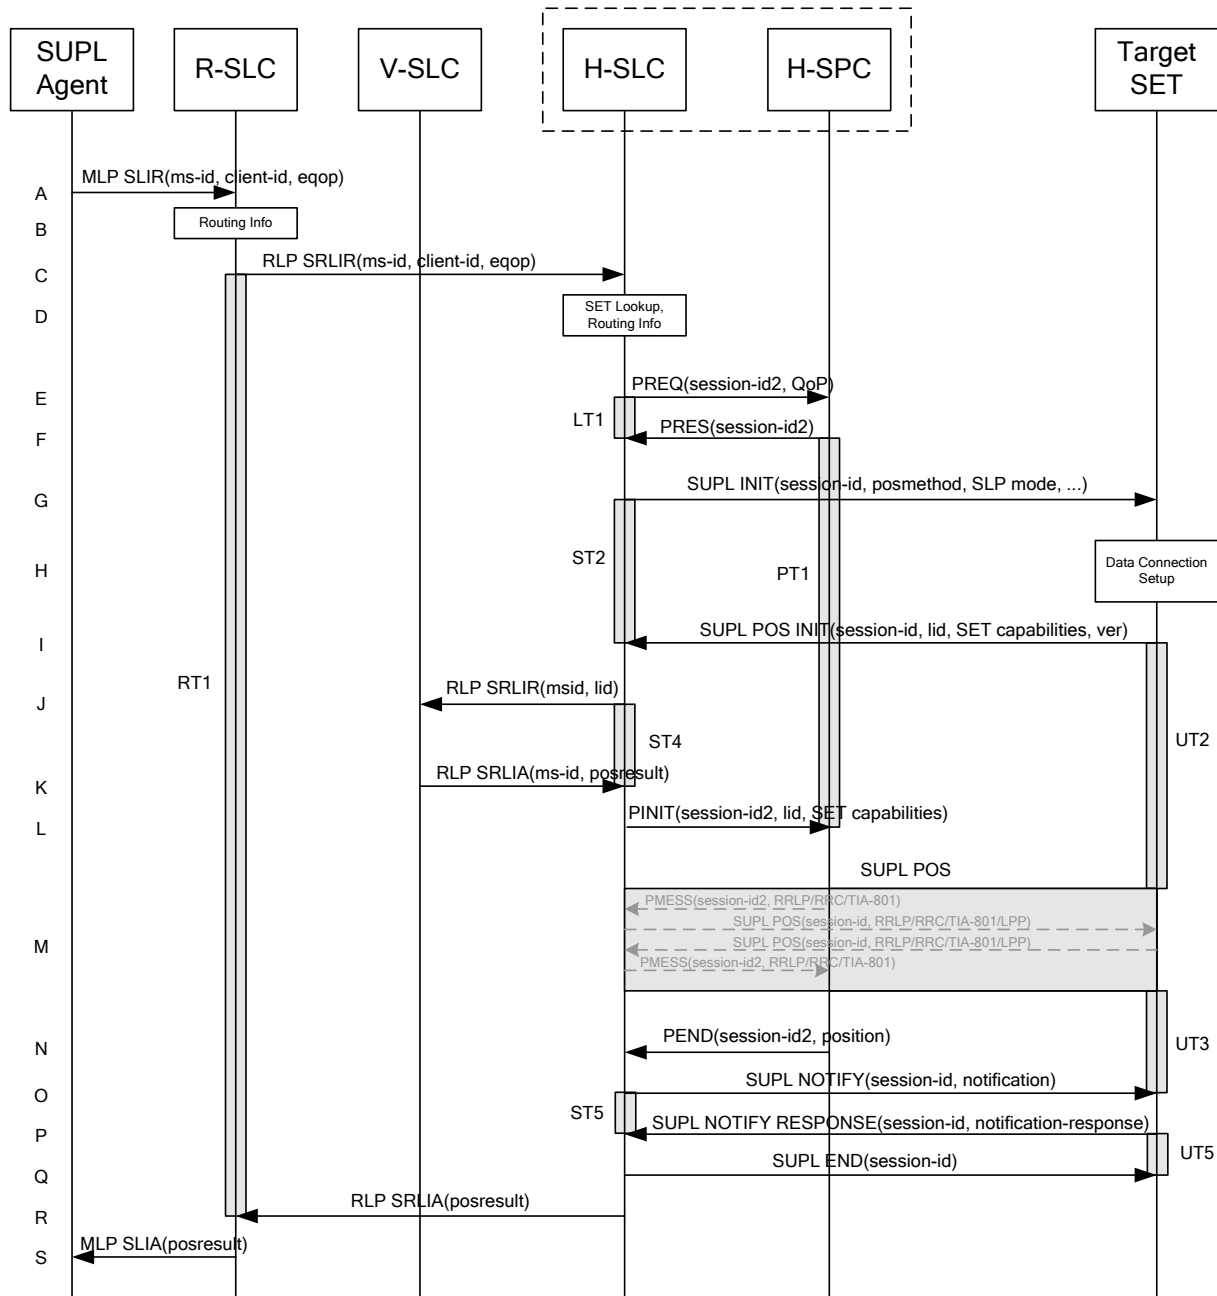 SUPL
Agent
R-SLC
V-SLC
H-SLC
H-SPC
Target
SET
A
MLP SLIR(ms-id, client-id, eqop)
B
Routing Info
C
RLP SRLIR(ms-id, client-id, eqop)
D
SET Lookup,
Routing Info
E
PREQ(session-id2, QoP)
LT1
F
PRES(session-id2)
G
SUPL INIT(session-id, posmethod, SLP mode, ...)
ST2
H
PT1
Data Connection
Setup
I
SUPL POS INIT(session-id, lid, SET capabilities, ver)
RT1
J
RLP SRLIR(msid, lid)
ST4
UT2
K
RLP SRLIA(ms-id, posresult)
L
PINIT(session-id2, lid, SET capabilities)
SUPL POS
M
PMESS(session-id2, RRLP/RRC/TIA-801)
SUPL POS(session-id, RRLP/RRC/TIA-801/LPP)
SUPL POS(session-id, RRLP/RRC/TIA-801/LPP)
PMESS(session-id2, RRLP/RRC/TIA-801)
N
PEND(session-id2, position)
UT3
O
SUPL NOTIFY(session-id, notification)
ST5
P
SUPL NOTIFY RESPONSE(session-id, notification-response)
UT5
Q
SUPL END(session-id)
R
RLP SRLIA(posresult)
S
MLP SLIA(posresult)